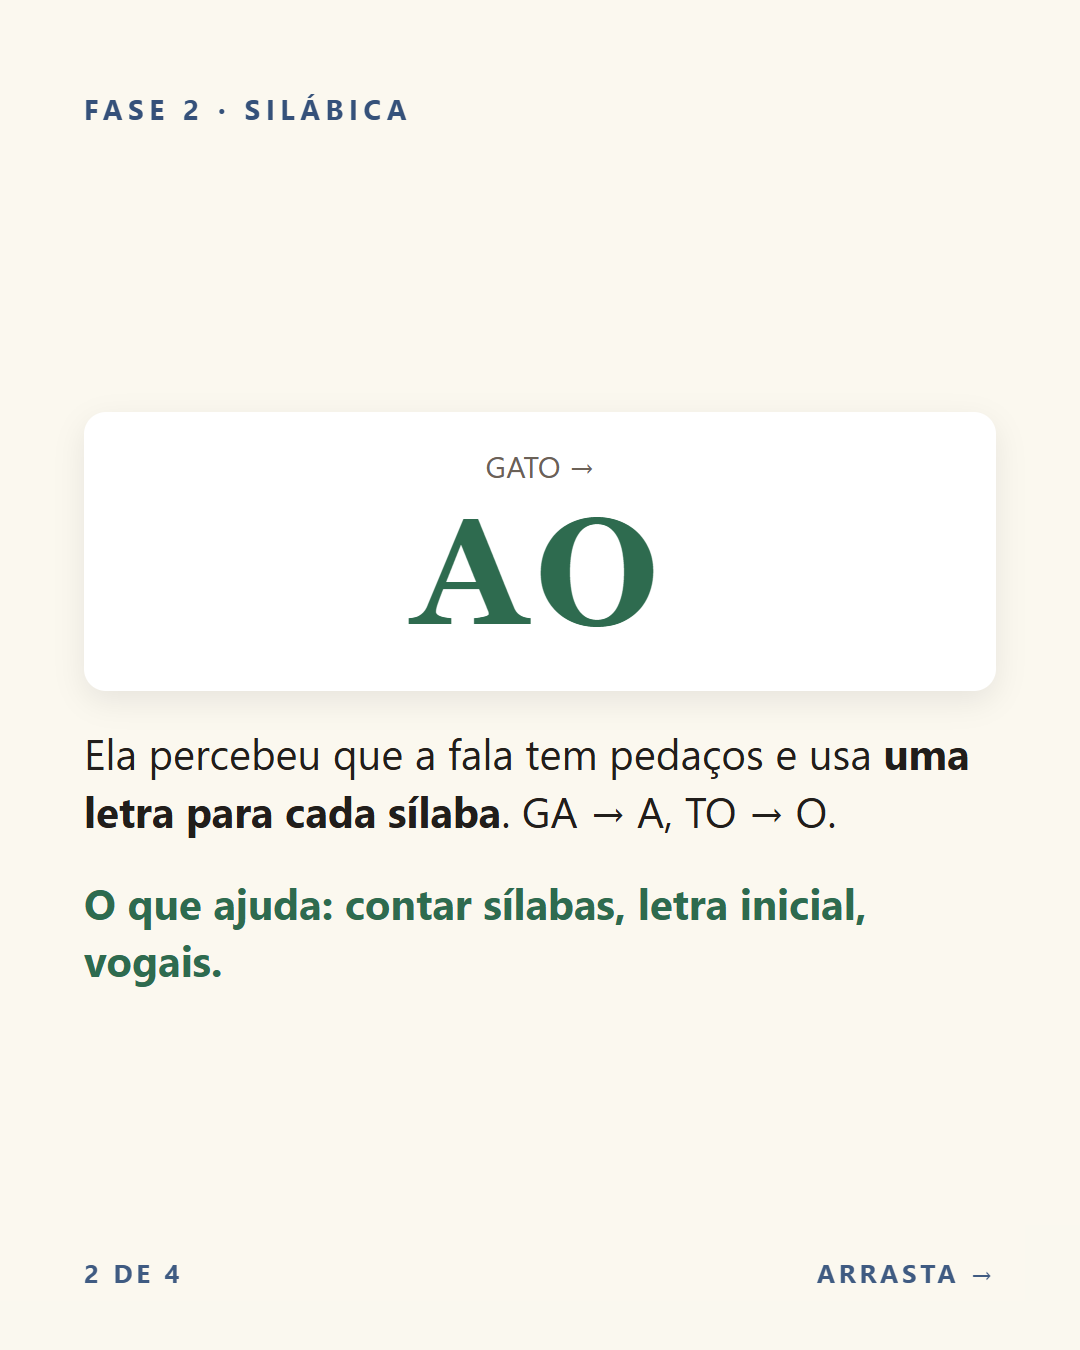 FASE 2 · SILÁBICA
GATO →
AO
Ela percebeu que a fala tem pedaços e usa uma
letra para cada sílaba. GA → A, TO → O.
O que ajuda: contar sílabas, letra inicial,
vogais.
2 DE 4
ARRASTA →